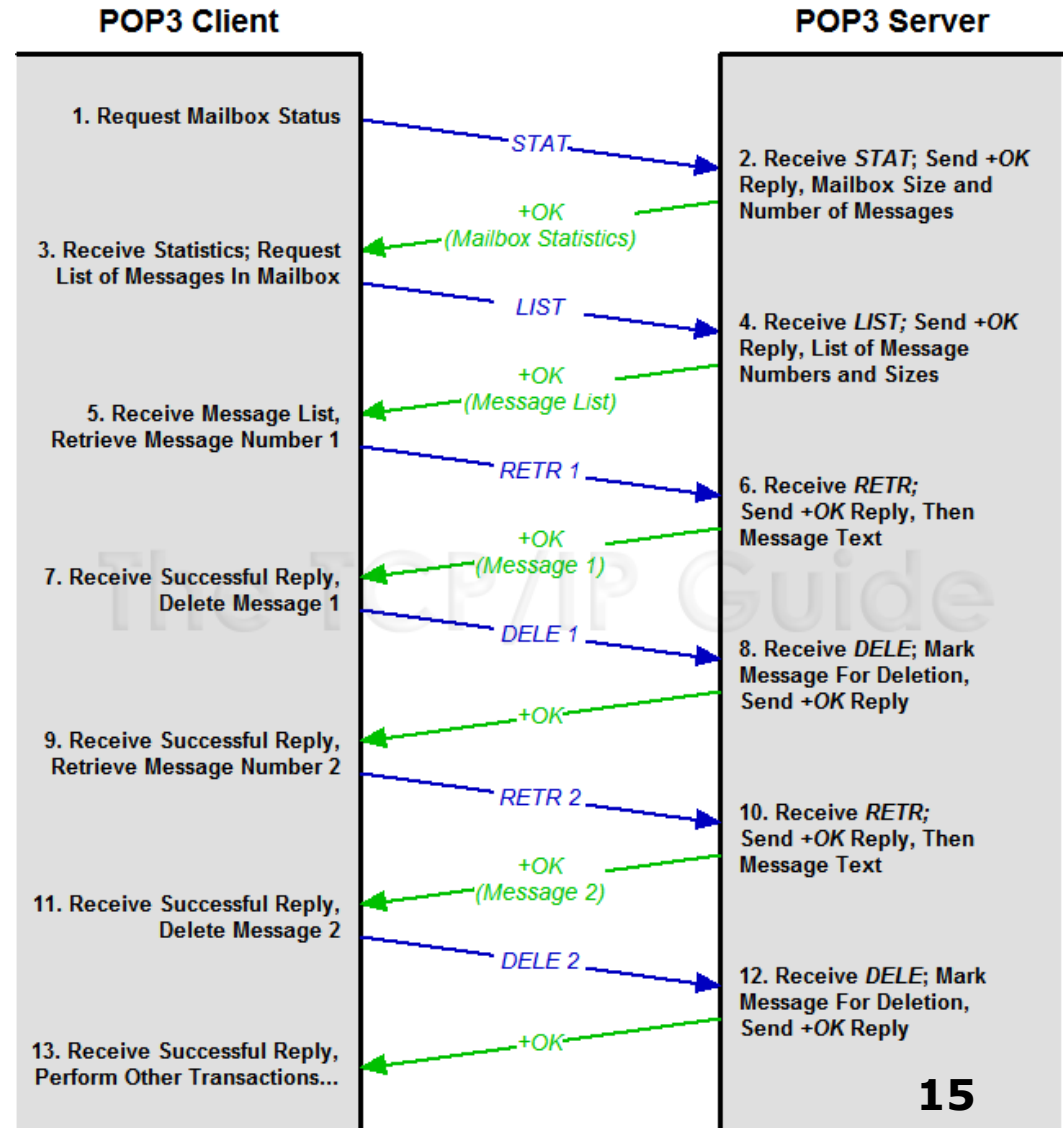 POP3 Client
POP3 Server
1. Request Mailbox Status
STAT
2. Receive STAT; Send +OK
Reply, Mailbox Size and
Number of Messages
+OK
(Mailbox Statistics)
3. Receive Statistics; Request
List of Messages In Mailbox
LIST
4. Receive LIST; Send +OK
Reply, List of Message
Numbers and Sizes
+OK
(Message List)
5. Receive Message List,
Retrieve Message Number 1
RETR 1
6. Receive RETR;
Send +OK Reply, Then
Message Text
+OK
(Message 1)
The TCP/IP Guide
7. Receive Successful Reply,
Delete Message 1
DELE 1
8. Receive DELE; Mark
Message For Deletion,
Send +OK Reply
+OK
9. Receive Successful Reply,
Retrieve Message Number 2
RETR 2
10. Receive RETR;
Send +OK Reply, Then
Message Text
+OK
(Message 2)
11. Receive Successful Reply,
Delete Message 2
DELE 2
12. Receive DELE; Mark
Message For Deletion,
Send +OK Reply
+OK
13. Receive Successful Reply,
Perform Other Transactions...
15